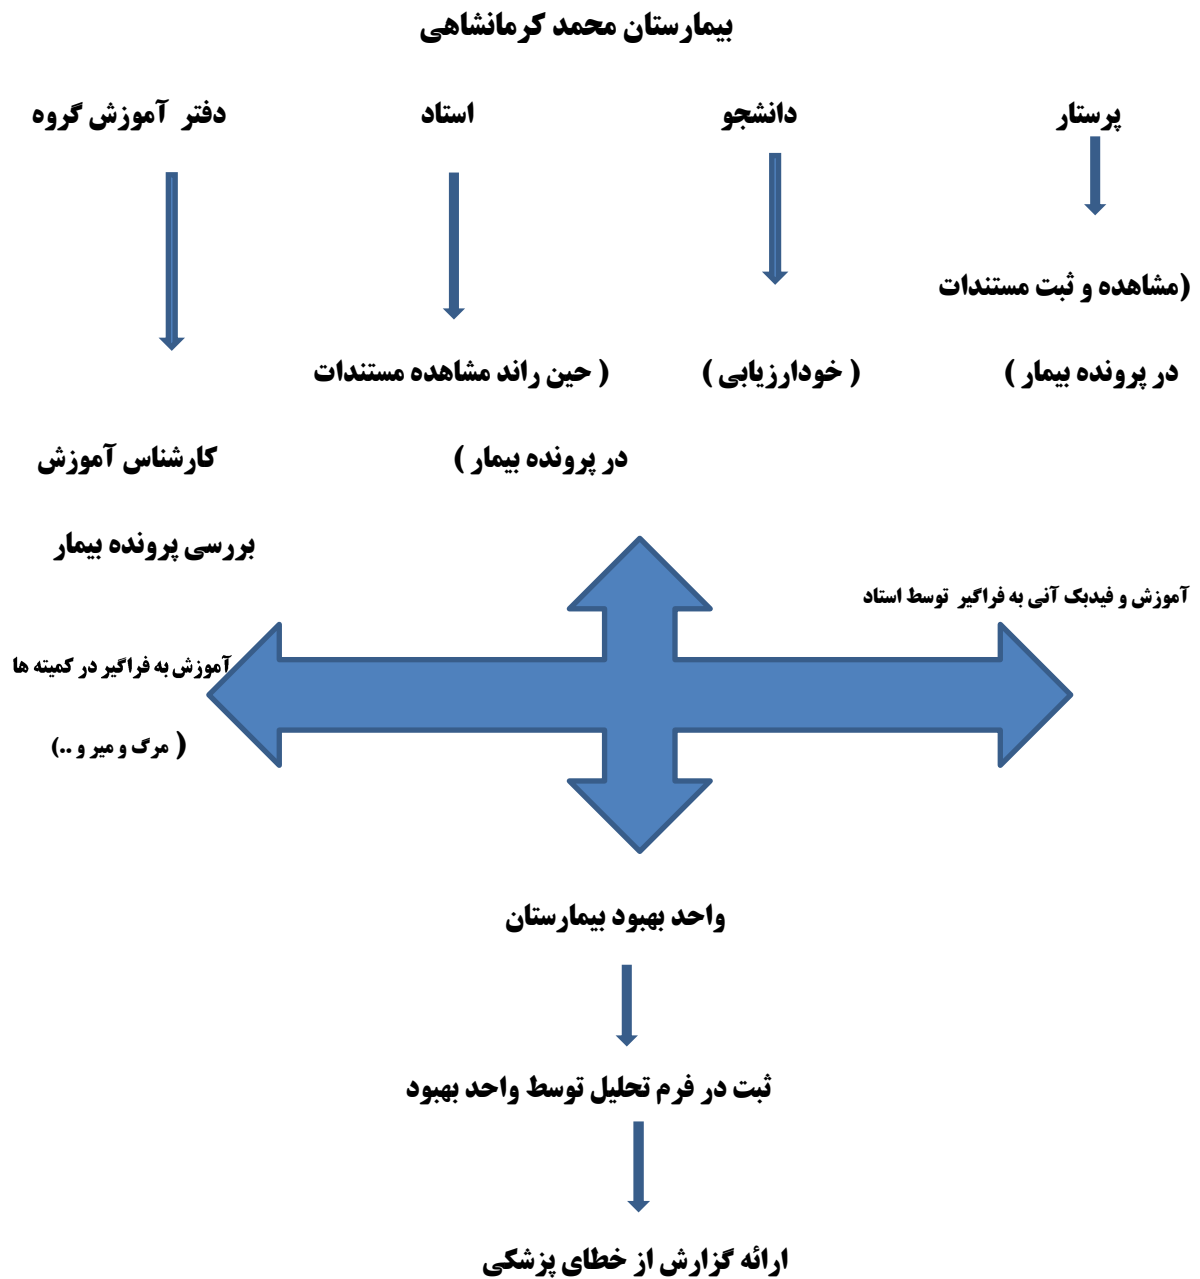 بیمارستان محمد کرمانشاهی
پرستار
دانشجو
استاد
دفتر آموزش گروه
(مشاهده و ثبت مستندات
در پرونده بیمار )
( خودارزیابی )
( حین راند مشاهده مستندات
در پرونده بیمار )
کارشناس آموزش
بررسی پرونده بیمار
آموزش و فیدبک آنی به فراگیر توسط استاد
آموزش به فراگیر در کمیته ها
( مرگ و میر و ..)
واحد بهبود بیمارستان
ثبت در فرم تحلیل توسط واحد بهبود
ارائه گزارش از خطای پزشکی